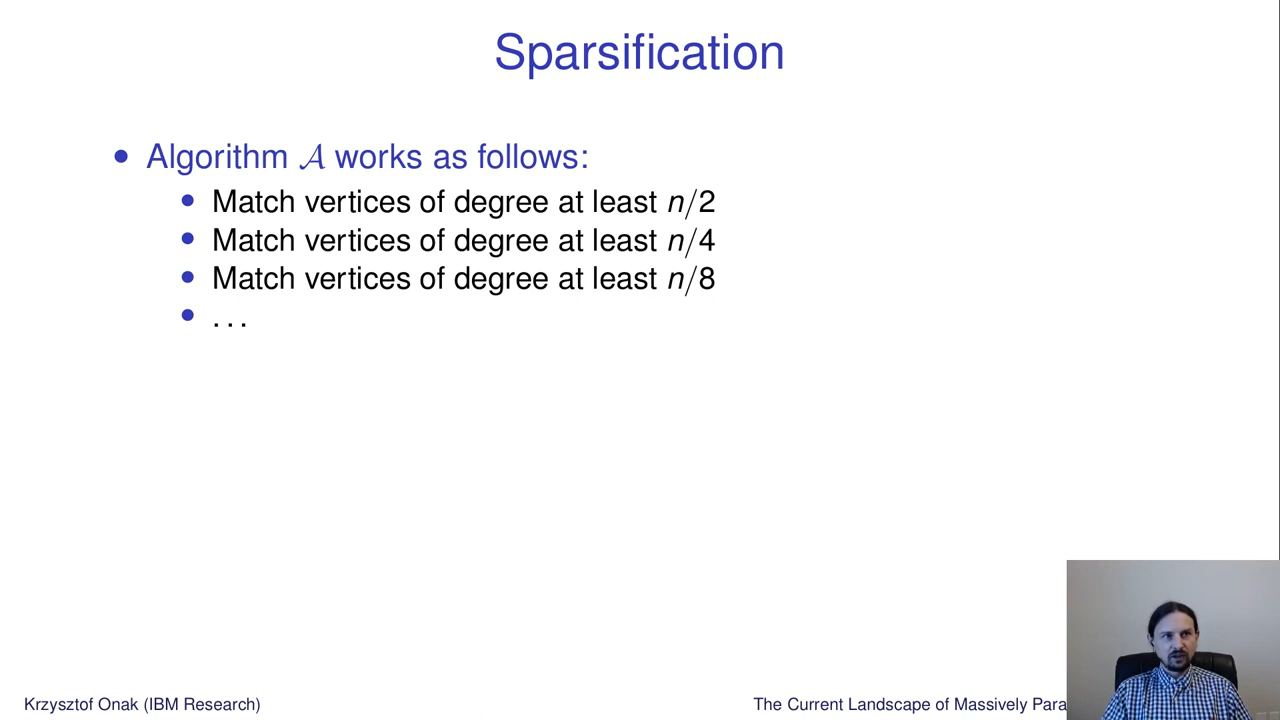 Sparsification
• Algorithm 𝒜 works as follows:
• Match vertices of degree at least n/2
• Match vertices of degree at least n/4
• Match vertices of degree at least n/8
• . . .
Krzysztof Onak (IBM Research)
The Current Landscape of Massively Para